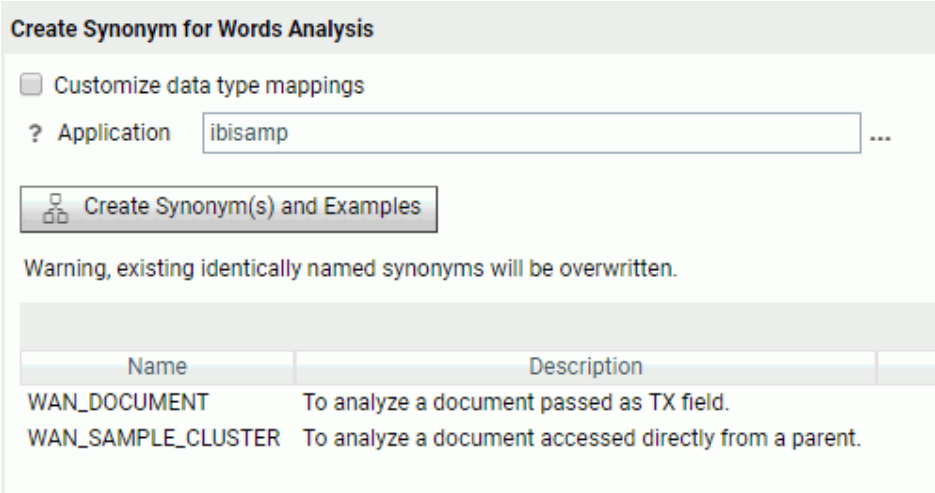 Create Synonym for Words Analysis
Customize data type mappings
? Application ibisamp ...
Create Synonym(s) and Examples
Warning, existing identically named synonyms will be overwritten.
Name Description
WAN_DOCUMENT To analyze a document passed as TX field.
WAN_SAMPLE_CLUSTER To analyze a document accessed directly from a parent.